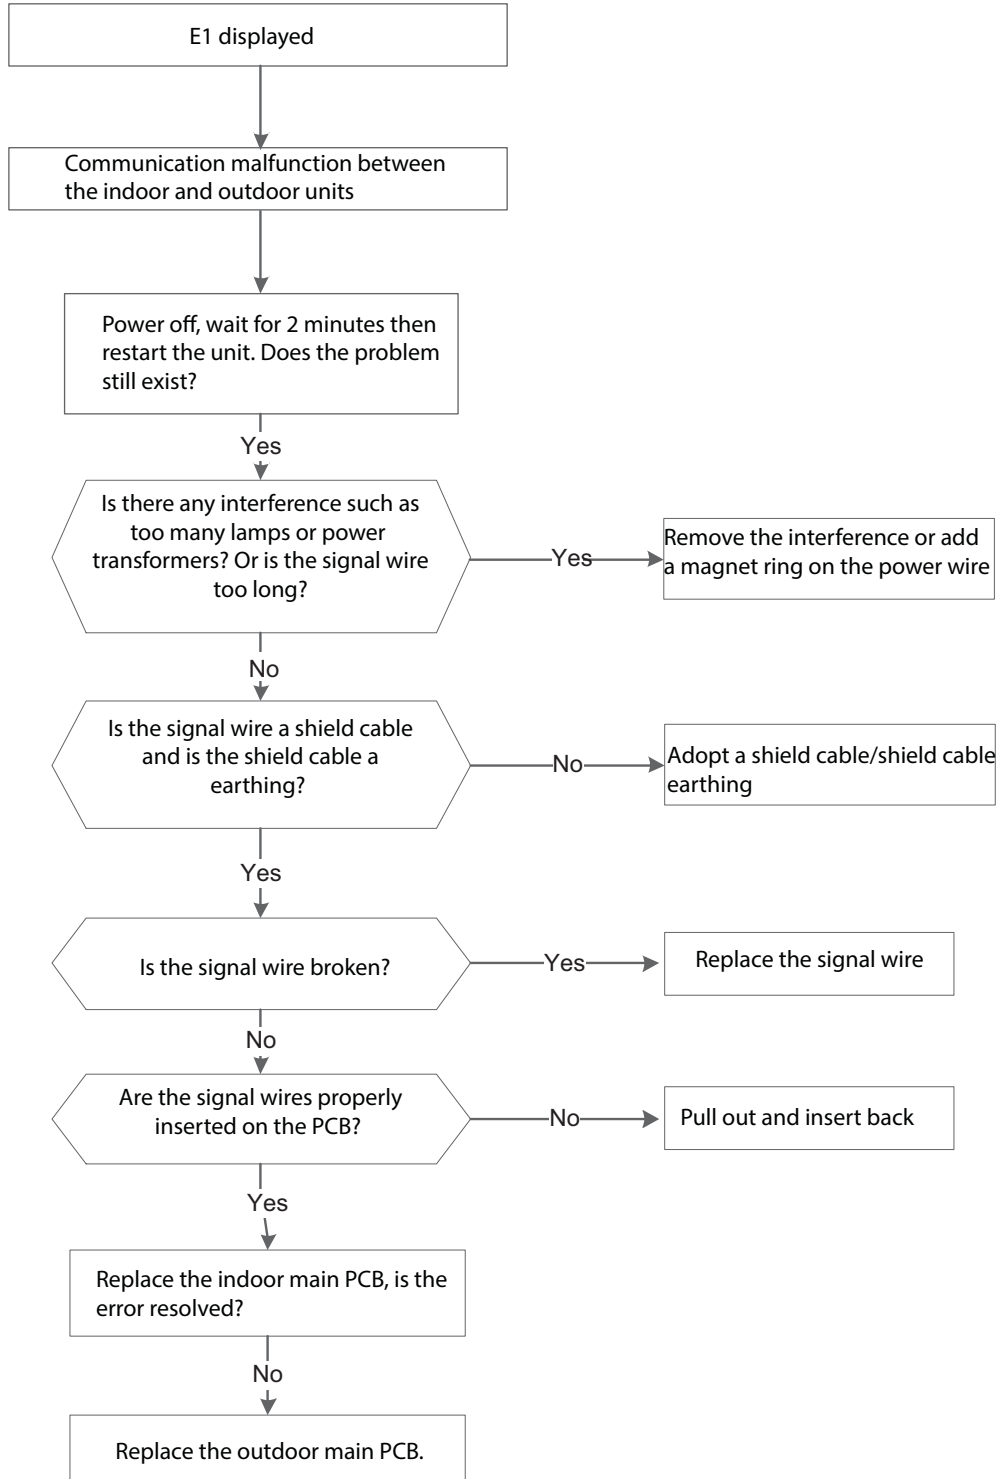 E1 displayed
Communication malfunction between
the indoor and outdoor units
Power off, wait for 2 minutes then
restart the unit. Does the problem
still exist?
Yes
Is there any interference such as
too many lamps or power
transformers? Or is the signal wire
too long?
Yes
Remove the interference or add
a magnet ring on the power wire
No
Is the signal wire a shield cable
and is the shield cable a
earthing?
No
Adopt a shield cable/shield cable
earthing
Yes
Is the signal wire broken?
Yes
Replace the signal wire
No
Are the signal wires properly
inserted on the PCB?
No
Pull out and insert back
Yes
Replace the indoor main PCB, is the
error resolved?
No
Replace the outdoor main PCB.